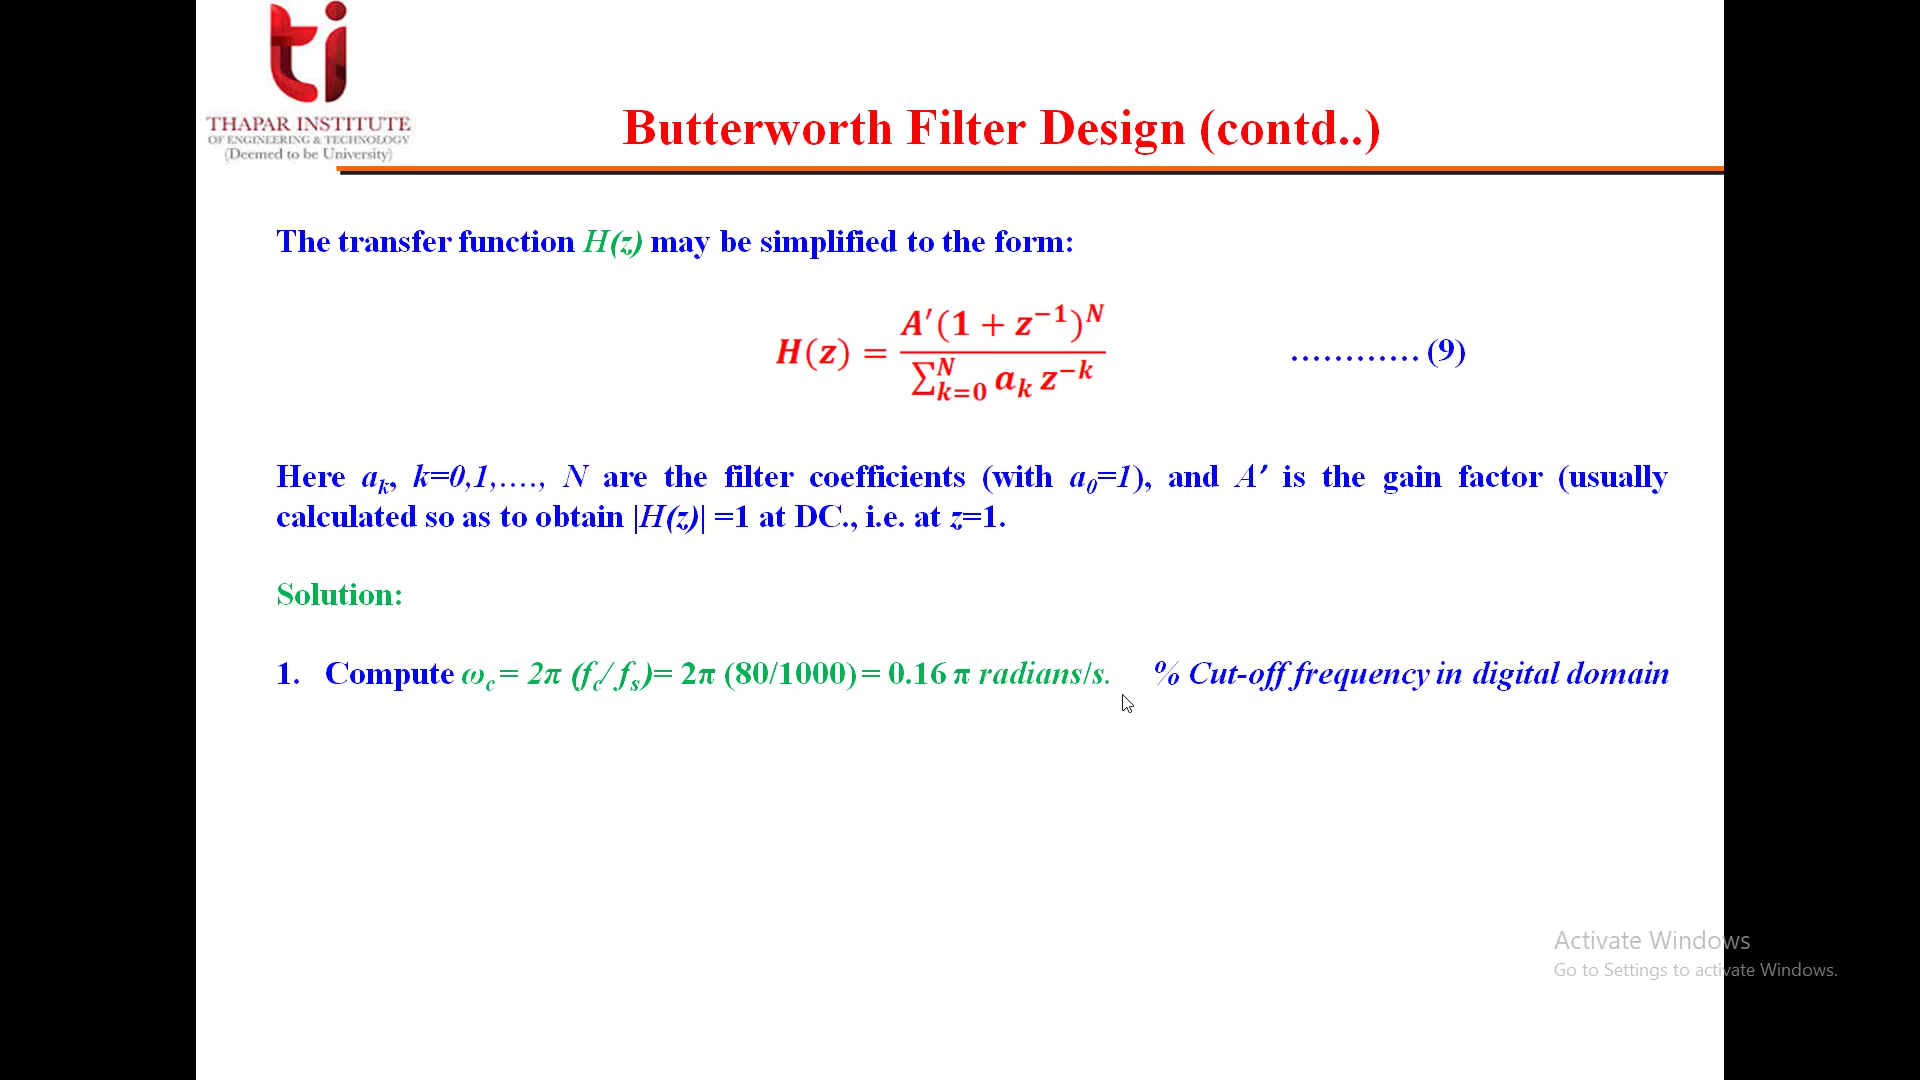 ti
THAPAR INSTITUTE
OF ENGINEERING & TECHNOLOGY
(Deemed to be University)
Butterworth Filter Design (contd..)
The transfer function H(z) may be simplified to the form:
H(z) = A′(1 + z⁻¹)ᴺ / ∑ᴺₖ₌₀ aₖ z⁻ᵏ ………… (9)
Here aₖ, k=0,1,…., N are the filter coefficients (with a₀=1), and A′ is the gain factor (usually
calculated so as to obtain |H(z)| =1 at DC., i.e. at z=1.
Solution:
1. Compute ω_c = 2π (f_c/ f_s)= 2π (80/1000) = 0.16 π radians/s. % Cut-off frequency in digital domain
Activate Windows
Go to Settings to activate Windows.